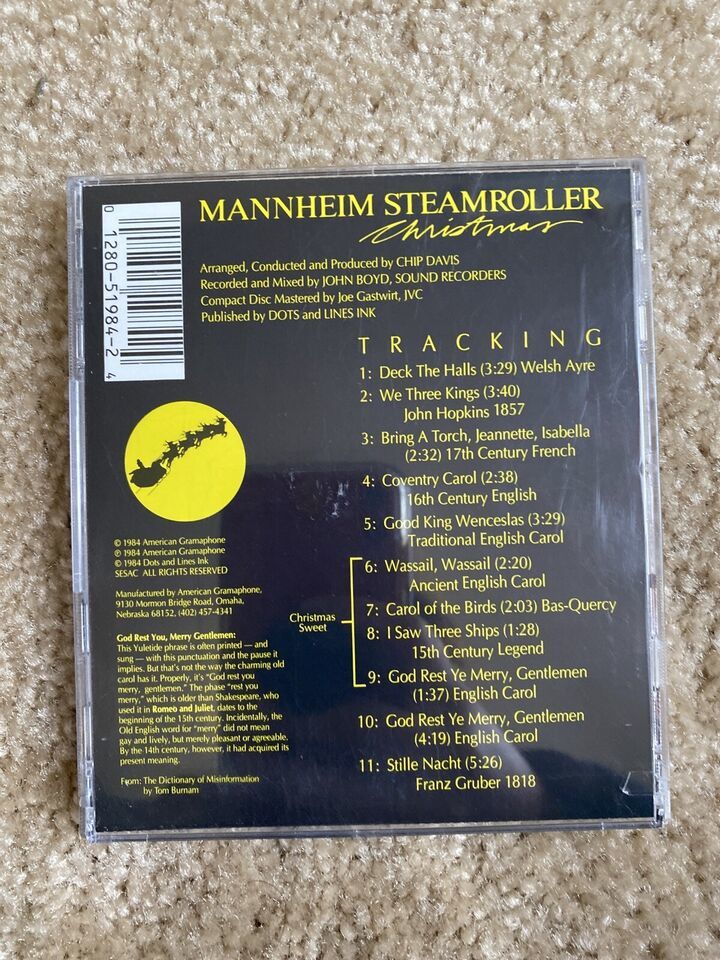 MANNHEIM STEAMROLLER
Christmas
Arranged, Conducted and Produced by CHIP DAVIS
Recorded and Mixed by JOHN BOYD, SOUND RECORDERS
Compact Disc Mastered by Joe Gastwirt, JVC
Published by DOTS and LINES INK
0 1280-51984-2 4
TRACKING
1: Deck The Halls (3:29) Welsh Ayre
2: We Three Kings (3:40)
John Hopkins 1857
3: Bring A Torch, Jeannette, Isabella
(2:32) 17th Century French
4: Coventry Carol (2:38)
16th Century English
5: Good King Wenceslas (3:29)
Traditional English Carol
Christmas
Sweet
6: Wassail, Wassail (2:20)
Ancient English Carol
7: Carol of the Birds (2:03) Bas-Quercy
8: I Saw Three Ships (1:28)
15th Century Legend
9: God Rest Ye Merry, Gentlemen
(1:37) English Carol
10: God Rest Ye Merry, Gentlemen
(4:19) English Carol
11: Stille Nacht (5:26)
Franz Gruber 1818
© 1984 American Gramaphone
℗ 1984 American Gramaphone
© 1984 Dots and Lines Ink
SESAC ALL RIGHTS RESERVED
Manufactured by American Gramaphone,
9130 Mormon Bridge Road, Omaha,
Nebraska 68152, (402) 457-4341
God Rest You, Merry Gentlemen:
This Yuletide phrase is often printed — and
sung — with this punctuation and the pause it
implies. But that's not the way the charming old
carol has it. Properly, it's "God rest you
merry, gentlemen." The phase "rest you
merry," which is older than Shakespeare, who
used it in Romeo and Juliet, dates to the
beginning of the 15th century. Incidentally, the
Old English word for "merry" did not mean
gay and lively, but merely pleasant or agreeable.
By the 14th century, however, it had acquired its
present meaning.
From: The Dictionary of Misinformation
by Tom Burnam